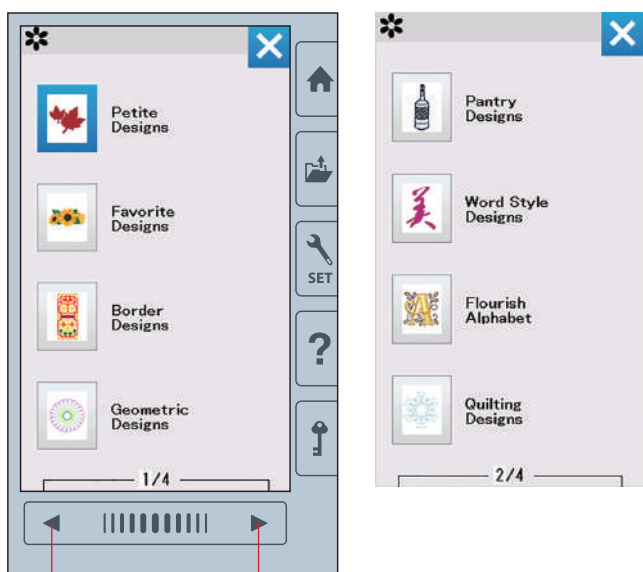 Petite
Designs
Favorite
Designs
Border
Designs
Geometric
Designs
1/4
SET
?
Pantry
Designs
美
Word Style
Designs
A
Flourish
Alphabet
Quilting
Designs
2/4